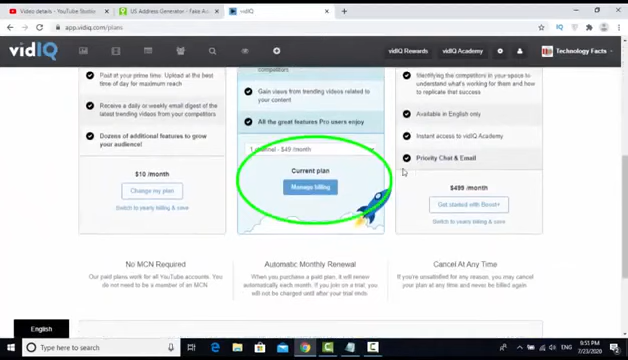 Video details - YouTube Studio
US Address Generator - Fake Ad
vidIQ
app.vidiq.com/plans
vidIQ
vidIQ Rewards
vidIQ Academy
Technology Facts
Post at your prime time. Upload at the best
time of day for maximum reach
Receive a daily or weekly email digest of the
latest trending videos from your competitors
Dozens of additional features to grow
your audience!
$10 /month
Change my plan
Switch to yearly billing & save
competitors
Gain views from trending videos related to
your content
All the great features Pro users enjoy
1 channel - $49 /month
Current plan
Manage billing
Identifying the competitors in your space to
understand what's working for them and how
to replicate that success
Available in English only
Instant access to vidIQ Academy
Priority Chat & Email
$499 /month
Get started with Boost+
Switch to yearly billing & save
No MCN Required
Our paid plans work for all YouTube accounts. You
do not need to be a member of an MCN
Automatic Monthly Renewal
When you purchase a paid plan, it will renew
automatically each month. If you join on a trial, you
will not be charged until after your trial ends
Cancel At Any Time
If you're unsatisfied for any reason, you may cancel
your plan at any time and never be billed again
English
Type here to search
ENG
9:51 PM
7/23/2020